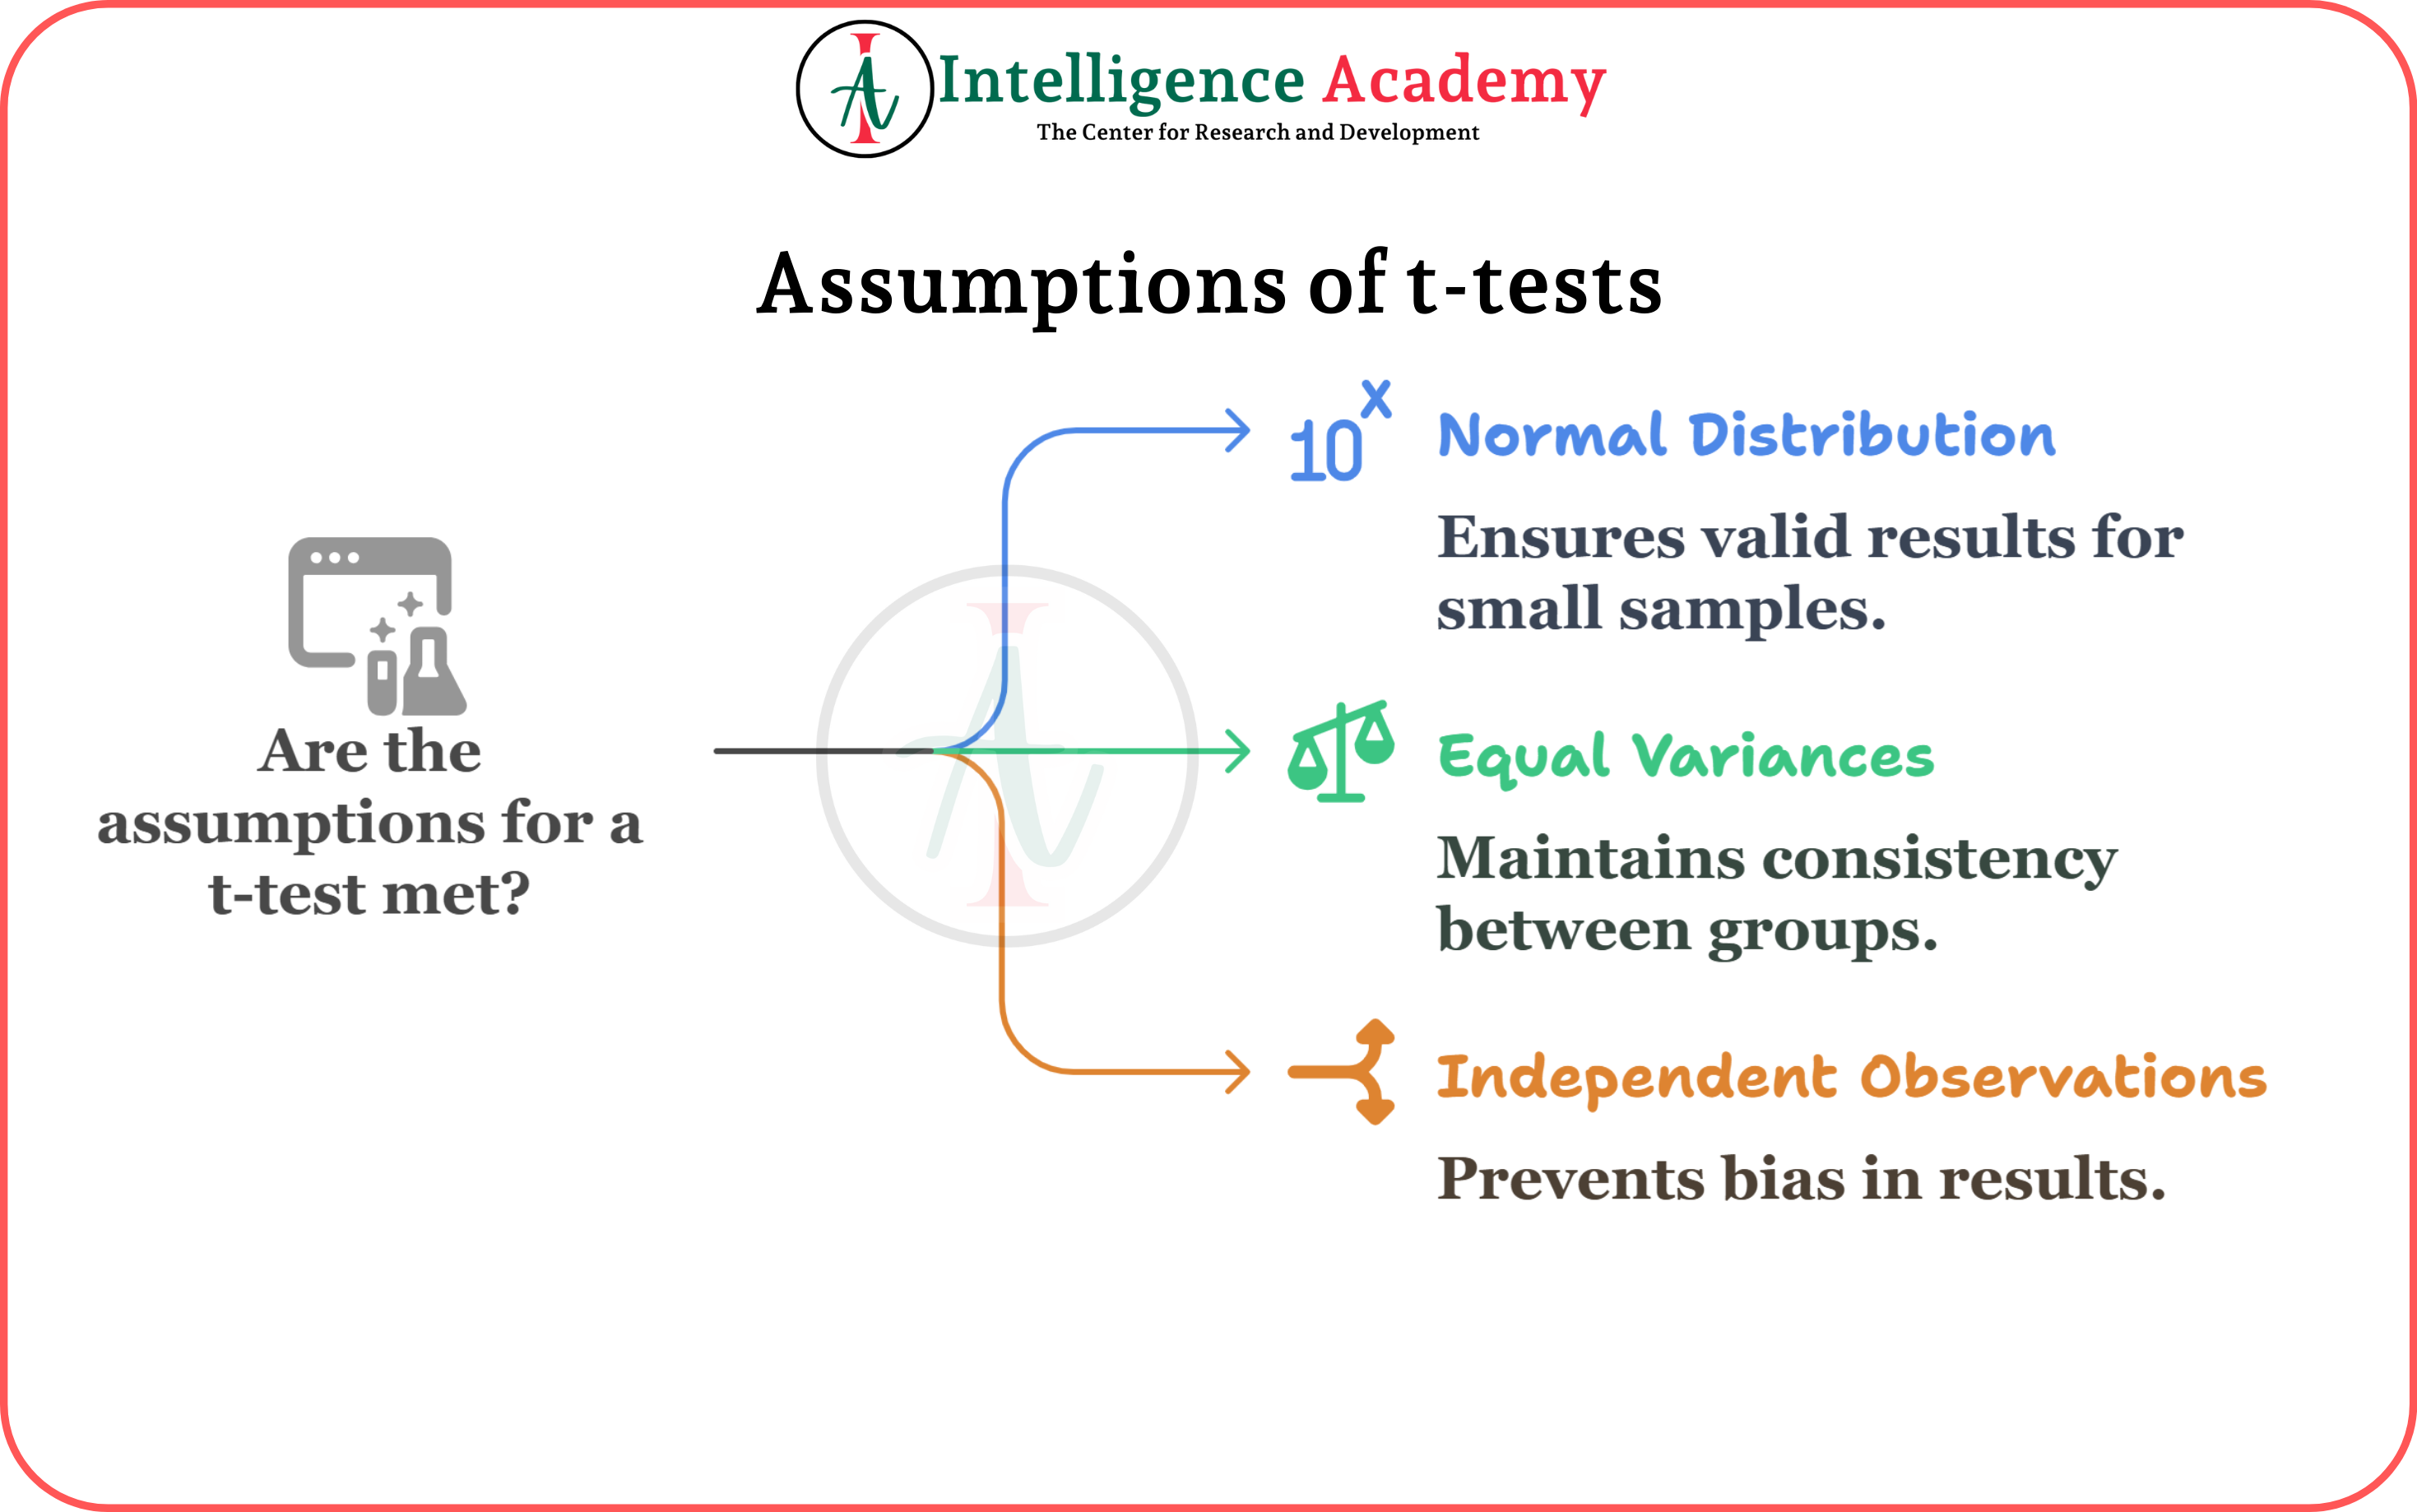 Intelligence Academy
The Center for Research and Development
Assumptions of t-tests
Are the
assumptions for a
t-test met?
10^x
Normal Distribution
Ensures valid results for
small samples.
Equal Variances
Maintains consistency
between groups.
Independent Observations
Prevents bias in results.